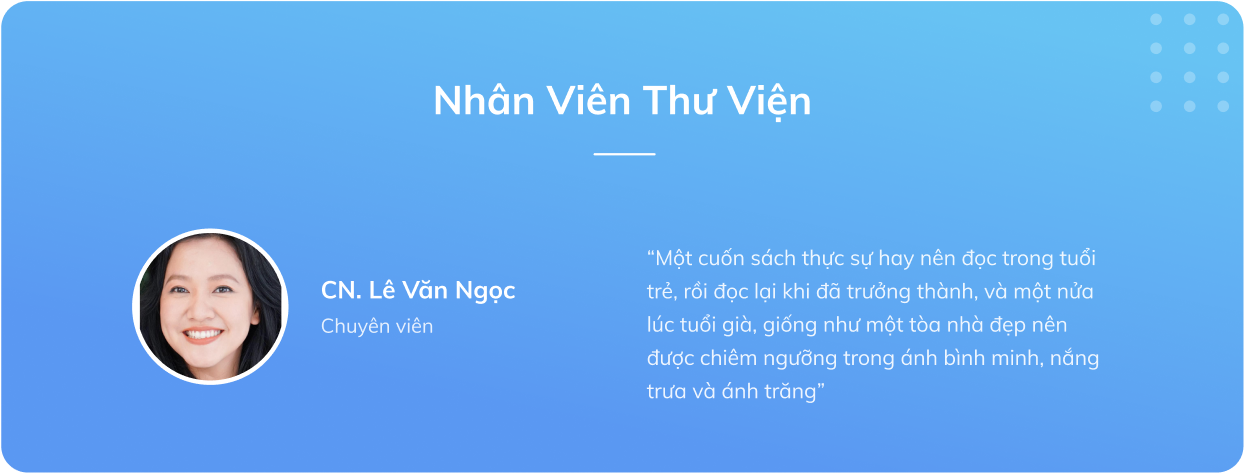 Nhân Viên Thư Viện
CN. Lê Văn Ngọc
Chuyên viên
“Một cuốn sách thực sự hay nên đọc trong tuổi
trẻ, rồi đọc lại khi đã trưởng thành, và một nửa
lúc tuổi già, giống như một tòa nhà đẹp nên
được chiêm ngưỡng trong ánh bình minh, nắng
trưa và ánh trăng”